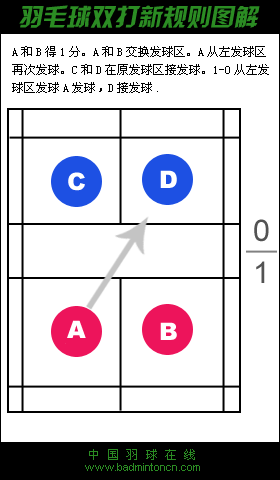 羽毛球双打新规则图解
A和B得1分。A和B交换发球区。A从左发球区
再次发球。C和D在原发球区接发球。1-0从左发
球区发球A发球，D接发球.
C
D
0
1
A
B
中国羽球在线
www.badmintoncn.com